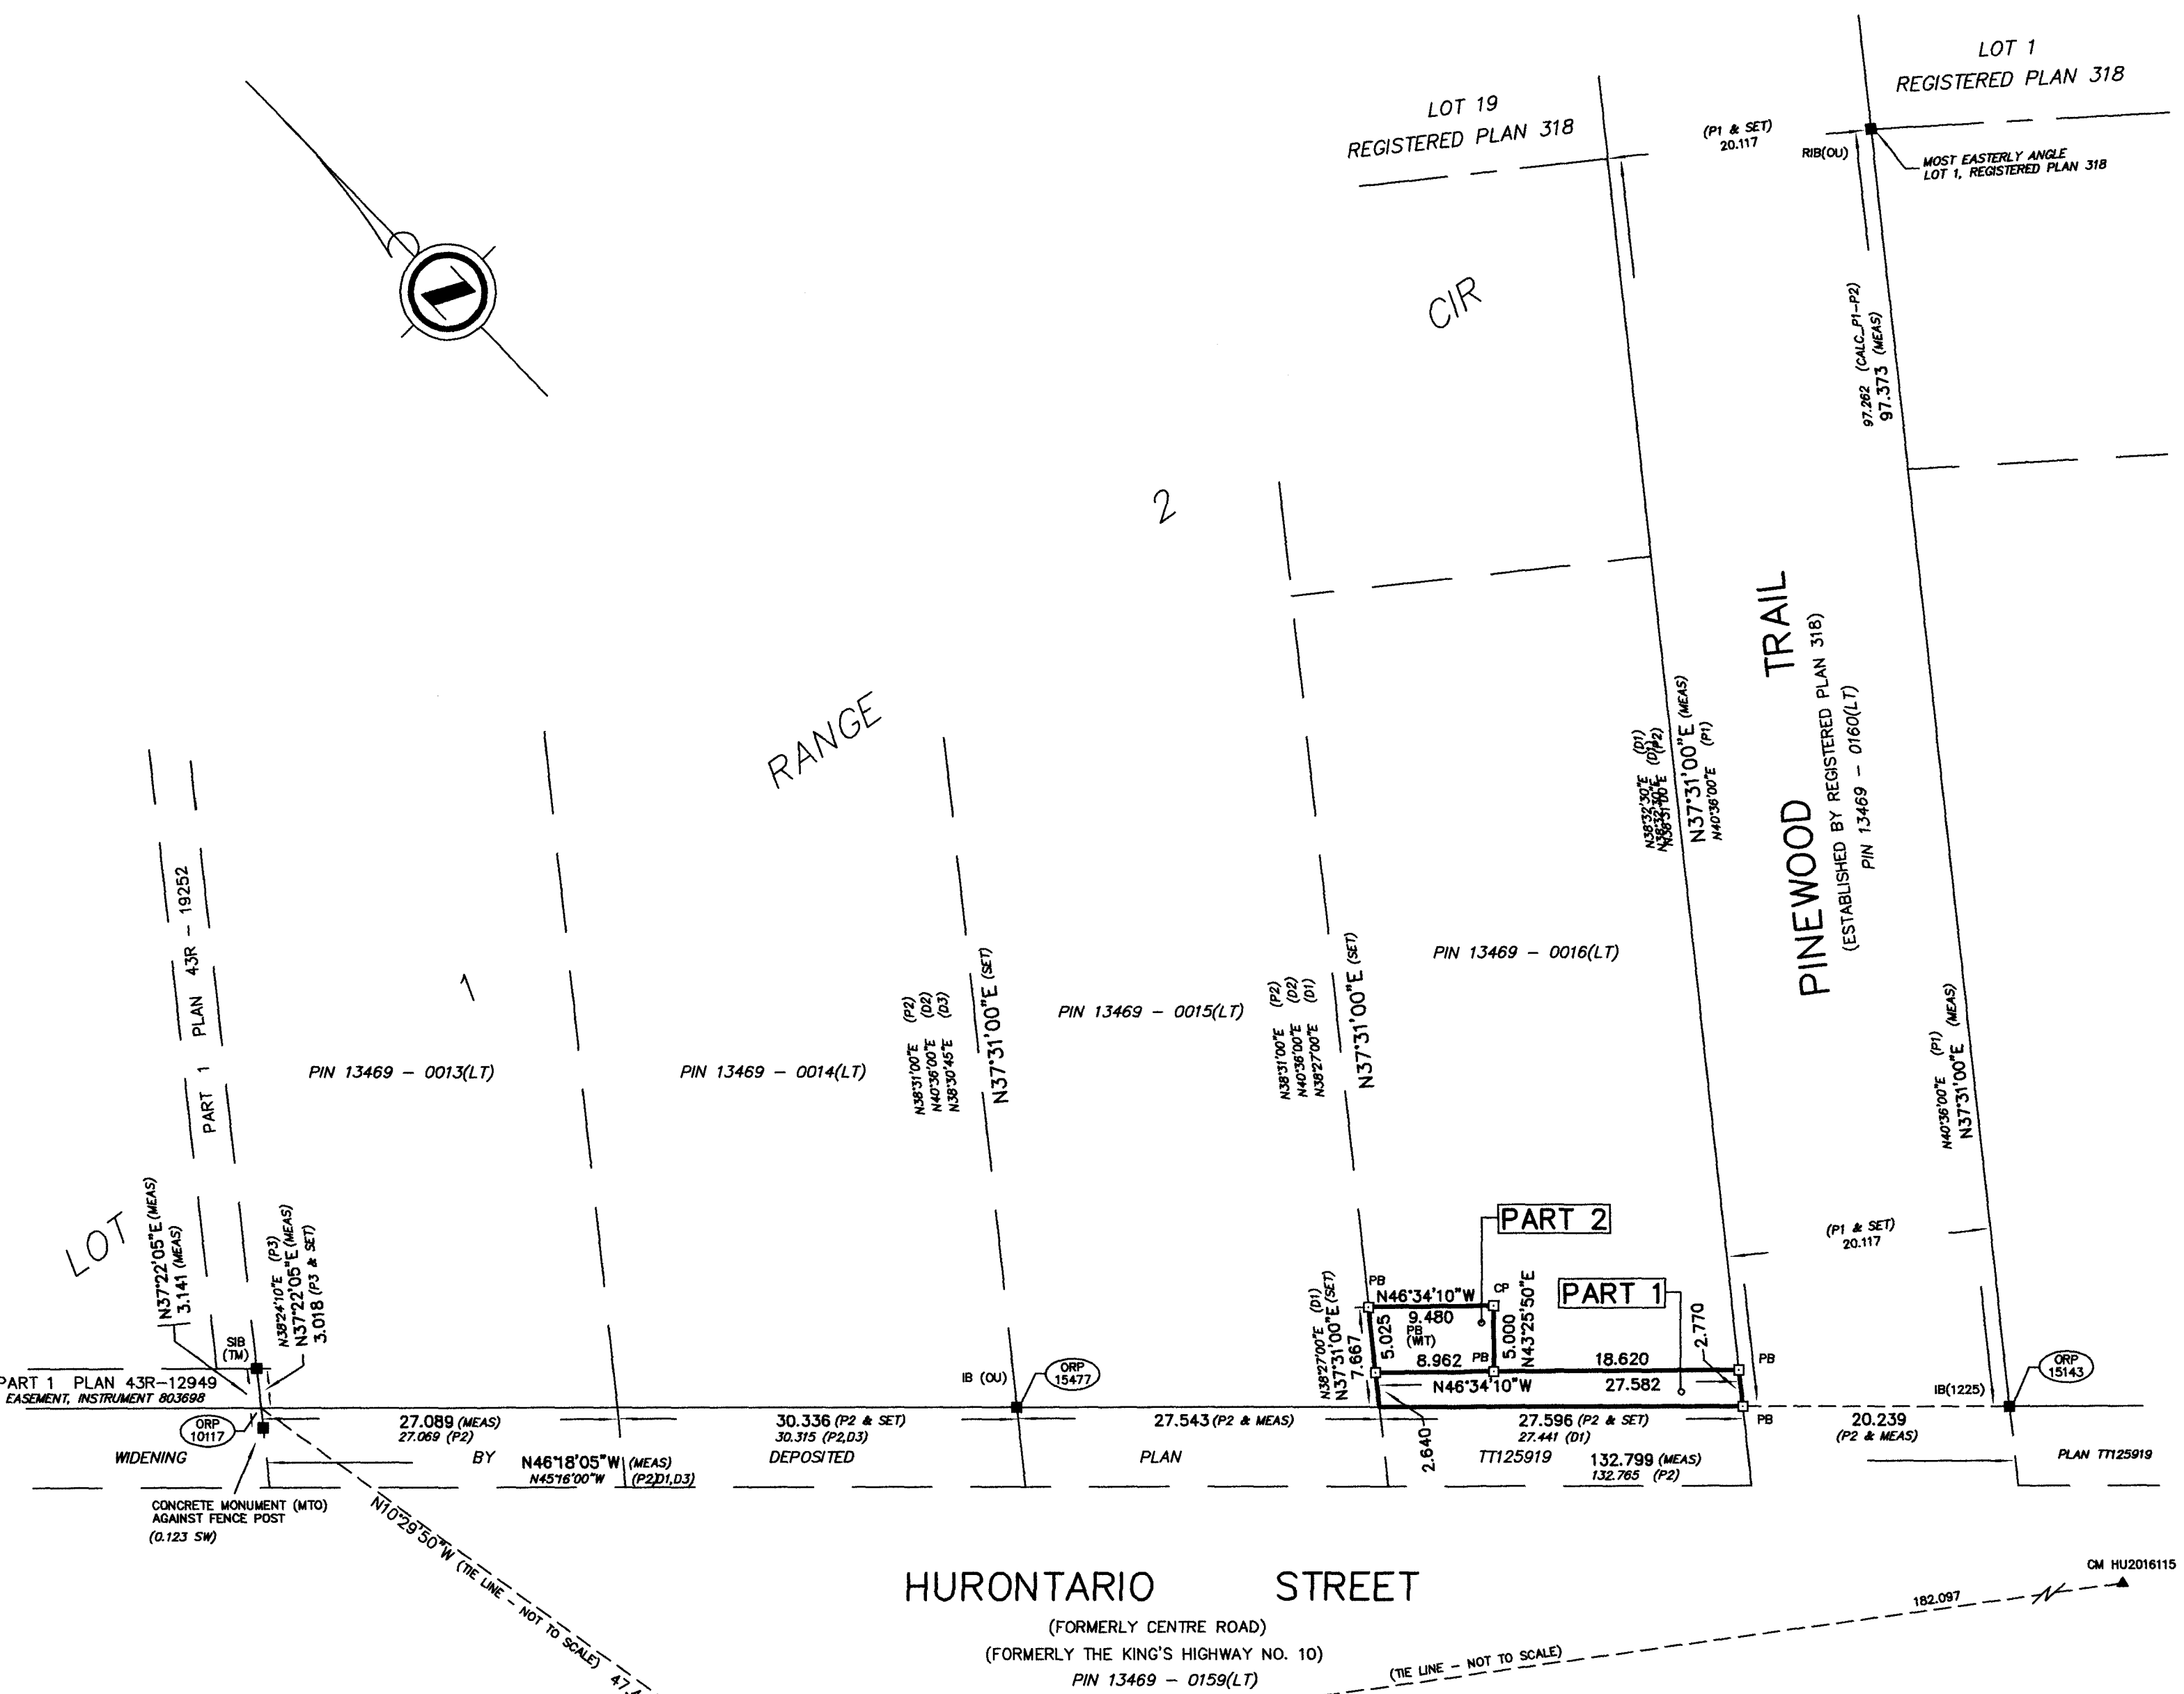 LOT 1
REGISTERED PLAN 318
LOT 19
REGISTERED PLAN 318
(P1 & SET)
20.117
RIB(OU)
MOST EASTERLY ANGLE
LOT 1, REGISTERED PLAN 318
CIR
97.262 (CALC_P1-P2)
97.373 (MEAS)
2
RANGE
1
LOT
PINEWOOD TRAIL
(ESTABLISHED BY REGISTERED PLAN 318)
PIN 13469 - 0160(LT)
N38°32'30"E (D1)
N38°31'00"E (P2)
N37°31'00"E (MEAS)
N40°36'00"E (P1)
PART 1 PLAN 43R - 19252
PIN 13469 - 0013(LT)
PIN 13469 - 0014(LT)
N38°31'00"E (P2)
N40°36'00"E (D2)
N38°30'45"E (D3)
N37°31'00"E (SET)
PIN 13469 - 0015(LT)
N38°31'00"E (P2)
N40°36'00"E (D2)
N38°27'00"E (D1)
N37°31'00"E (SET)
PIN 13469 - 0016(LT)
N40°36'00"E (P1)
N37°31'00"E (MEAS)
N37°22'05"E (MEAS)
3.141 (MEAS)
N38°24'10"E (P3)
N37°22'05"E (MEAS)
3.018 (P3 & SET)
SIB
(TM)
PART 1 PLAN 43R-12949
EASEMENT, INSTRUMENT 803698
ORP
10117
IB (OU)
ORP
15477
PART 2
PART 1
(P1 & SET)
20.117
N38°27'00"E (D1)
N37°31'00"E (SET)
7.667
PB
N46°34'10"W
CP
9.480
PB
(WIT)
5.025
5.000
N43°25'50"E
8.962
PB
18.620
2.770
PB
N46°34'10"W
27.582
PB
IB(1225)
ORP
15143
27.089 (MEAS)
27.069 (P2)
30.336 (P2 & SET)
30.315 (P2,D3)
27.543 (P2 & MEAS)
2.640
27.596 (P2 & SET)
27.441 (D1)
20.239
(P2 & MEAS)
WIDENING BY DEPOSITED PLAN TT125919
N46°18'05"W (MEAS)
N45°16'00"W (P2,D1,D3)
132.799 (MEAS)
132.765 (P2)
PLAN TT125919
CONCRETE MONUMENT (MTO)
AGAINST FENCE POST
(0.123 SW)
N10°29'50"W (TIE LINE - NOT TO SCALE) 47.4
HURONTARIO STREET
(FORMERLY CENTRE ROAD)
(FORMERLY THE KING'S HIGHWAY NO. 10)
PIN 13469 - 0159(LT)
(TIE LINE - NOT TO SCALE)
182.097
CM HU2016115